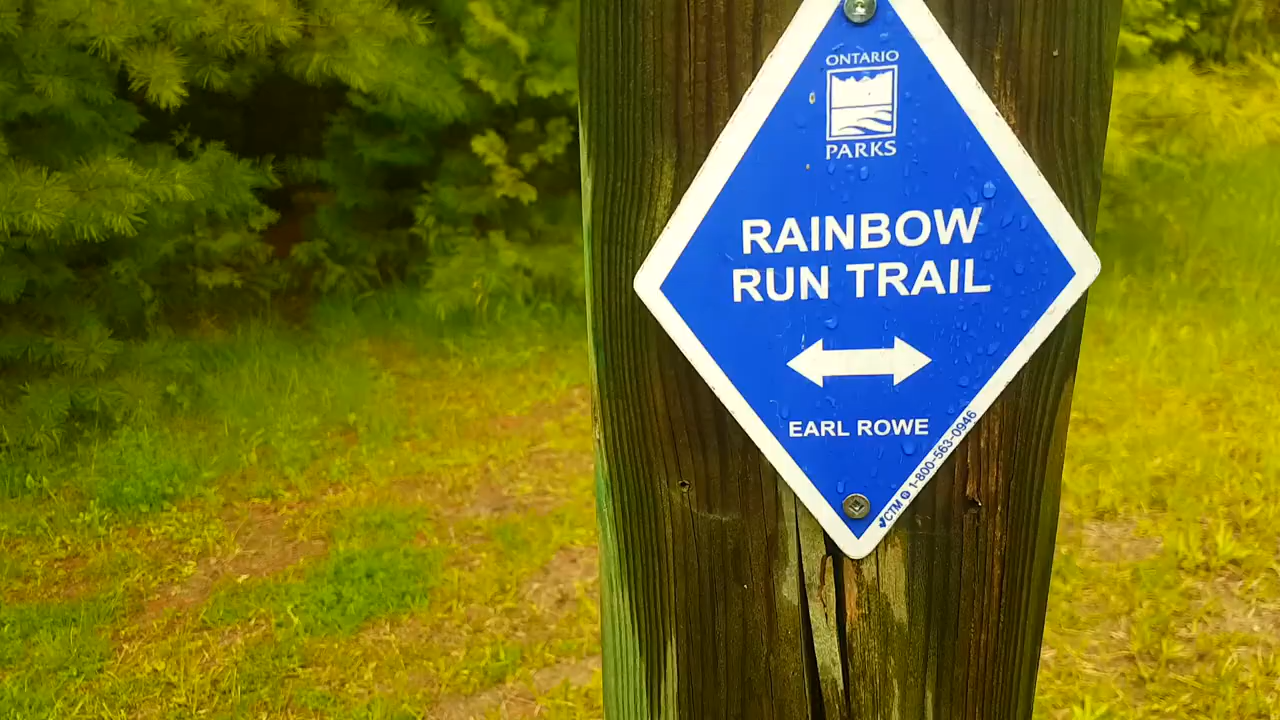 ONTARIO
PARKS
RAINBOW
RUN TRAIL
EARL ROWE
CTM ® 1-800-563-0946